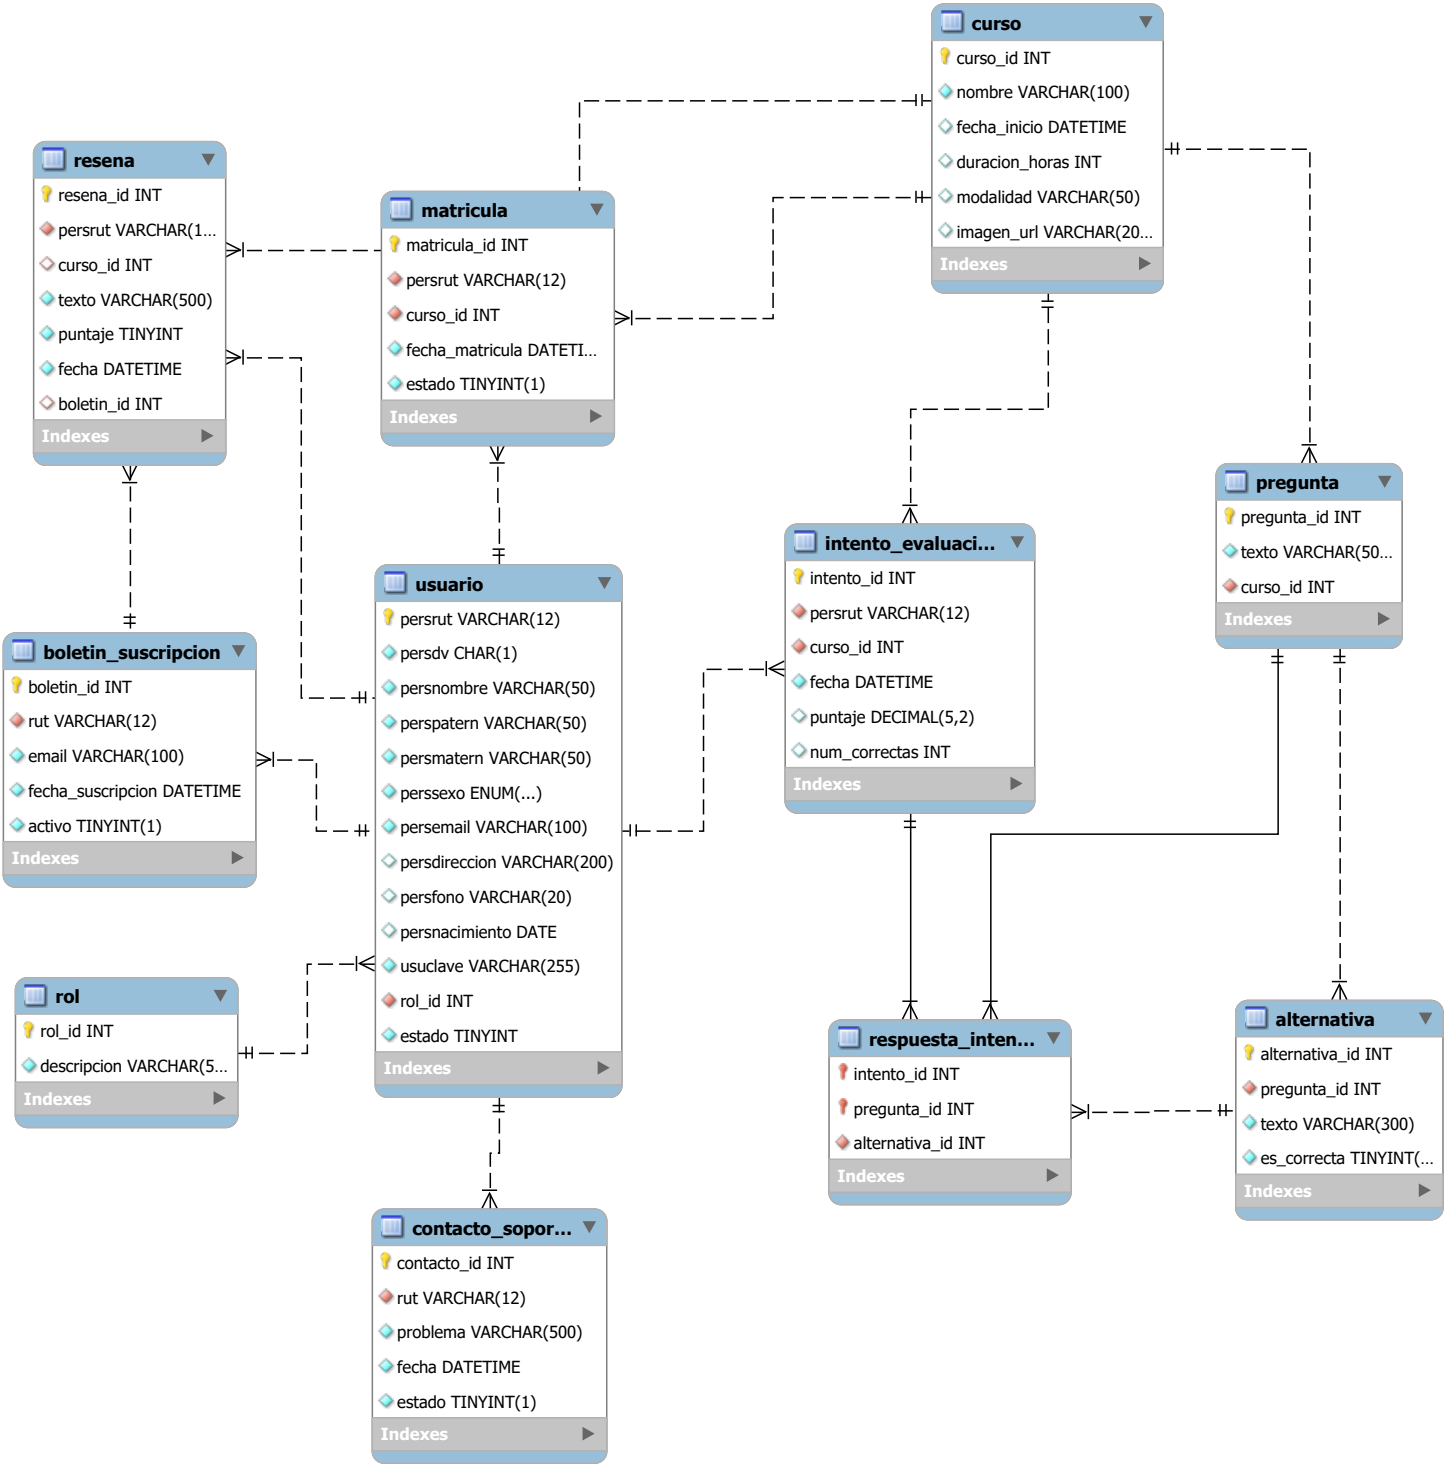 curso
curso_id INT
nombre VARCHAR(100)
fecha_inicio DATETIME
duracion_horas INT
modalidad VARCHAR(50)
imagen_url VARCHAR(20...
Indexes
resena
resena_id INT
persrut VARCHAR(1...
curso_id INT
texto VARCHAR(500)
puntaje TINYINT
fecha DATETIME
boletin_id INT
Indexes
matricula
matricula_id INT
persrut VARCHAR(12)
curso_id INT
fecha_matricula DATETI...
estado TINYINT(1)
Indexes
pregunta
pregunta_id INT
texto VARCHAR(50...
curso_id INT
Indexes
intento_evaluaci...
intento_id INT
persrut VARCHAR(12)
curso_id INT
fecha DATETIME
puntaje DECIMAL(5,2)
num_correctas INT
Indexes
usuario
persrut VARCHAR(12)
persdv CHAR(1)
persnombre VARCHAR(50)
perspatern VARCHAR(50)
persmatern VARCHAR(50)
perssexo ENUM(...)
persemail VARCHAR(100)
persdireccion VARCHAR(200)
persfono VARCHAR(20)
persnacimiento DATE
usuclave VARCHAR(255)
rol_id INT
estado TINYINT
Indexes
boletin_suscripcion
boletin_id INT
rut VARCHAR(12)
email VARCHAR(100)
fecha_suscripcion DATETIME
activo TINYINT(1)
Indexes
rol
rol_id INT
descripcion VARCHAR(5...
Indexes
respuesta_inten...
intento_id INT
pregunta_id INT
alternativa_id INT
Indexes
alternativa
alternativa_id INT
pregunta_id INT
texto VARCHAR(300)
es_correcta TINYINT(...
Indexes
contacto_sopor...
contacto_id INT
rut VARCHAR(12)
problema VARCHAR(500)
fecha DATETIME
estado TINYINT(1)
Indexes